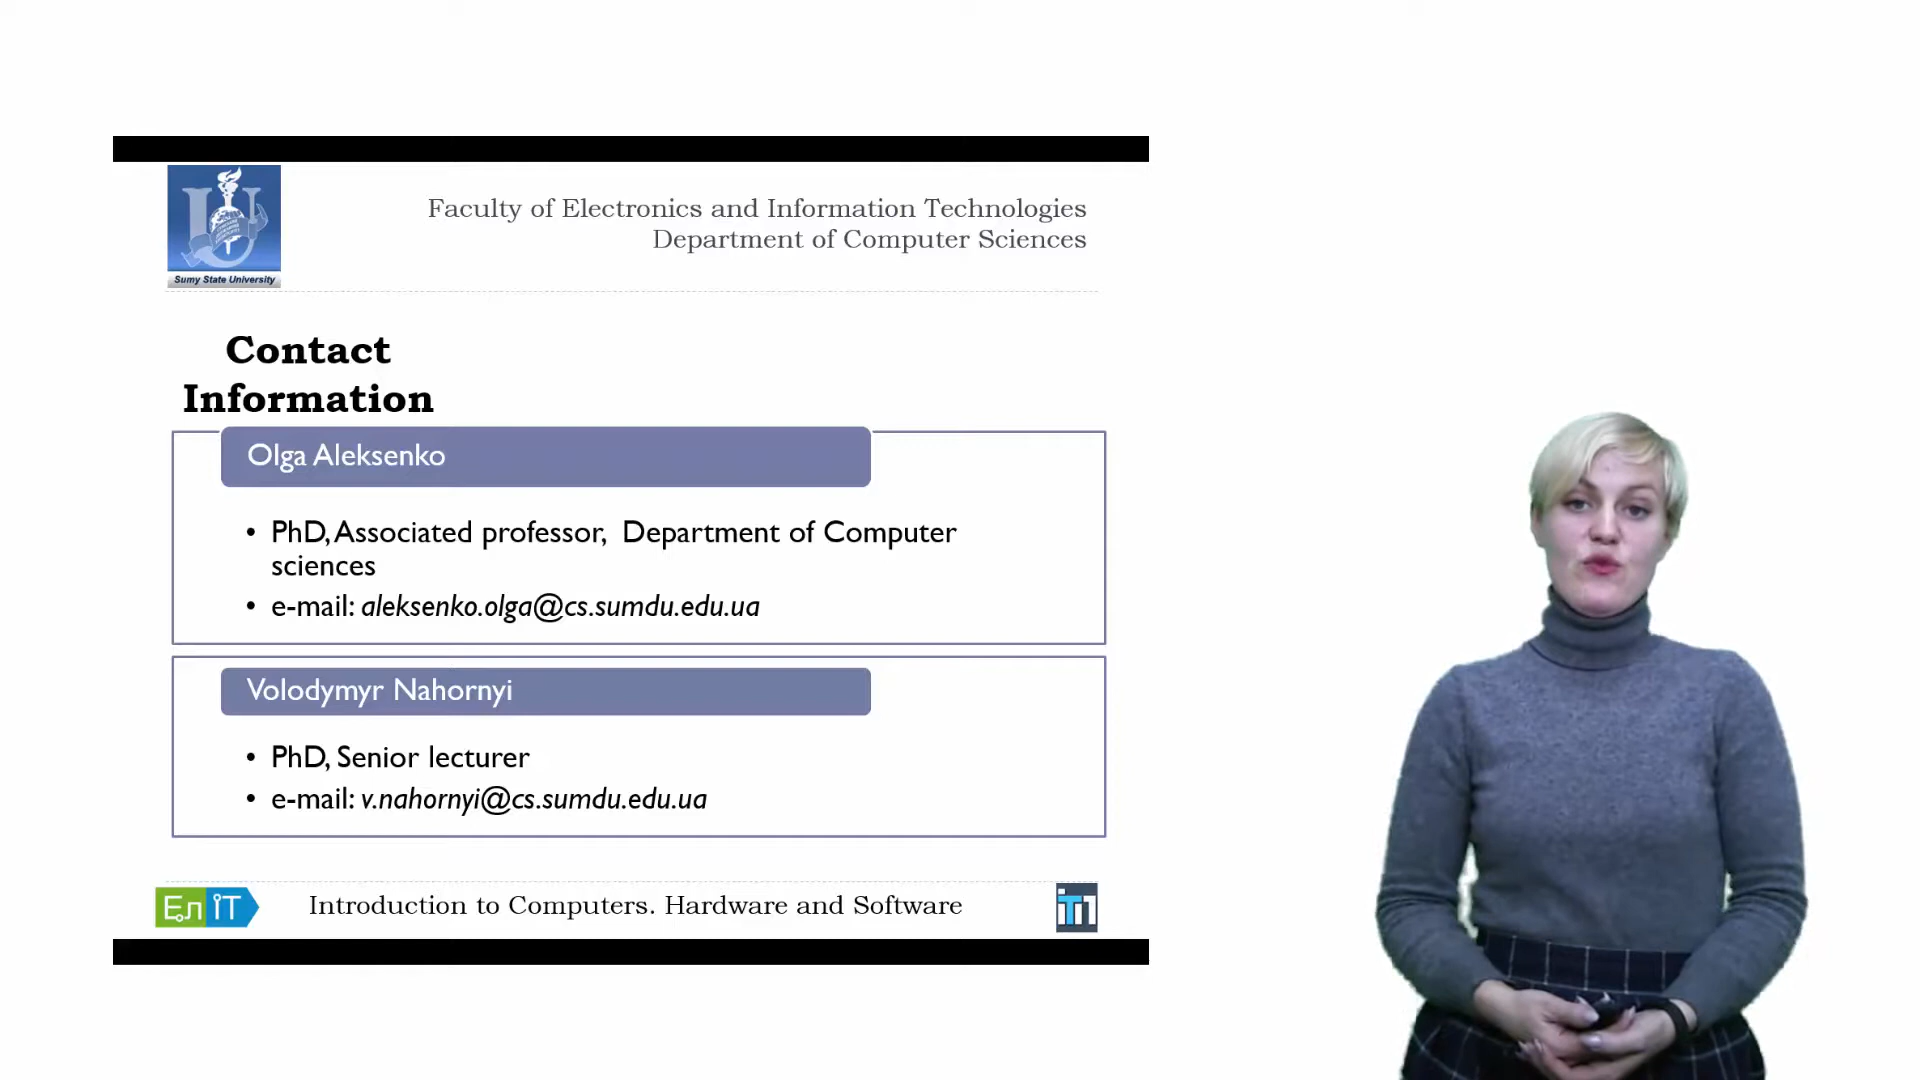 Sumy State University
Faculty of Electronics and Information Technologies
Department of Computer Sciences
Contact
Information
Olga Aleksenko
• PhD, Associated professor, Department of Computer
sciences
• e-mail: aleksenko.olga@cs.sumdu.edu.ua
Volodymyr Nahornyi
• PhD, Senior lecturer
• e-mail: v.nahornyi@cs.sumdu.edu.ua
Ел іТ
Introduction to Computers. Hardware and Software